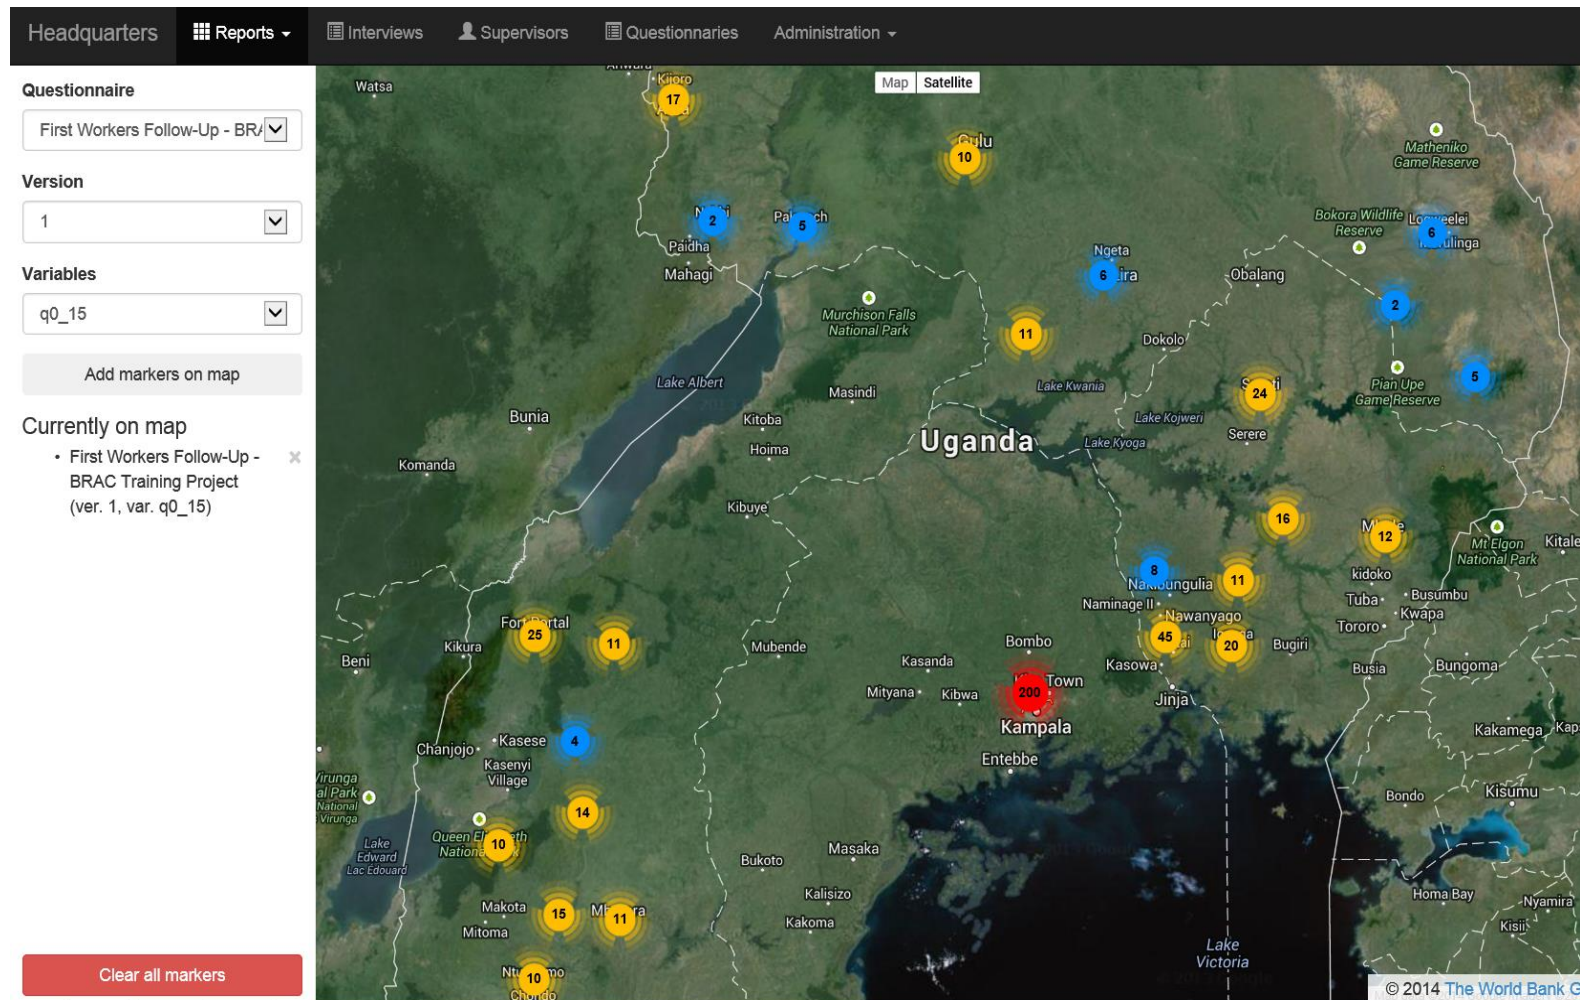 Headquarters Reports Interviews Supervisors Questionnaries Administration
Questionnaire
First Workers Follow-Up - BRA
Version
1
Variables
q0_15
Add markers on map
Currently on map
• First Workers Follow-Up -
BRAC Training Project
(ver. 1, var. q0_15)
Clear all markers
Map Satellite
Watsa
17
10
Matheniko
Game Reserve
2
5
Bokora Wildlife
Reserve
6
Paidha
Mahagi
Ngeta
6
Obalang
2
Murchison Falls
National Park
11
Dokolo
Lake Albert
Masindi
Lake Kwania
24
Pian Upe
Game Reserve
5
Bunia
Kitoba
Lake Kojweri
Uganda
Lake Kyoga
Serere
Hoima
Komanda
Kibuye
16
12
Mt Elgon
National Park
Kitale
8
11
kidoko
Naminage II
Tuba
Busumbu
Nawanyago
Kwapa
25
11
45
20
Tororo
Kikura
Mubende
Bombo
Bugiri
Beni
Kasanda
Kasowa
Busia
Bungoma
Mityana
Kibwa
200
Town
Jinja
Kampala
Kakamega
Chanjojo
Kasese
4
Entebbe
Kasenyi
Village
14
Bondo
Kisumu
10
Lake
Edward
Lac Edouard
Bukoto
Masaka
Makota
15
11
Kalisizo
Homa Bay
Nyamira
Mitoma
Kakoma
Kisii
10
Lake
Victoria
© 2014 The World Bank G